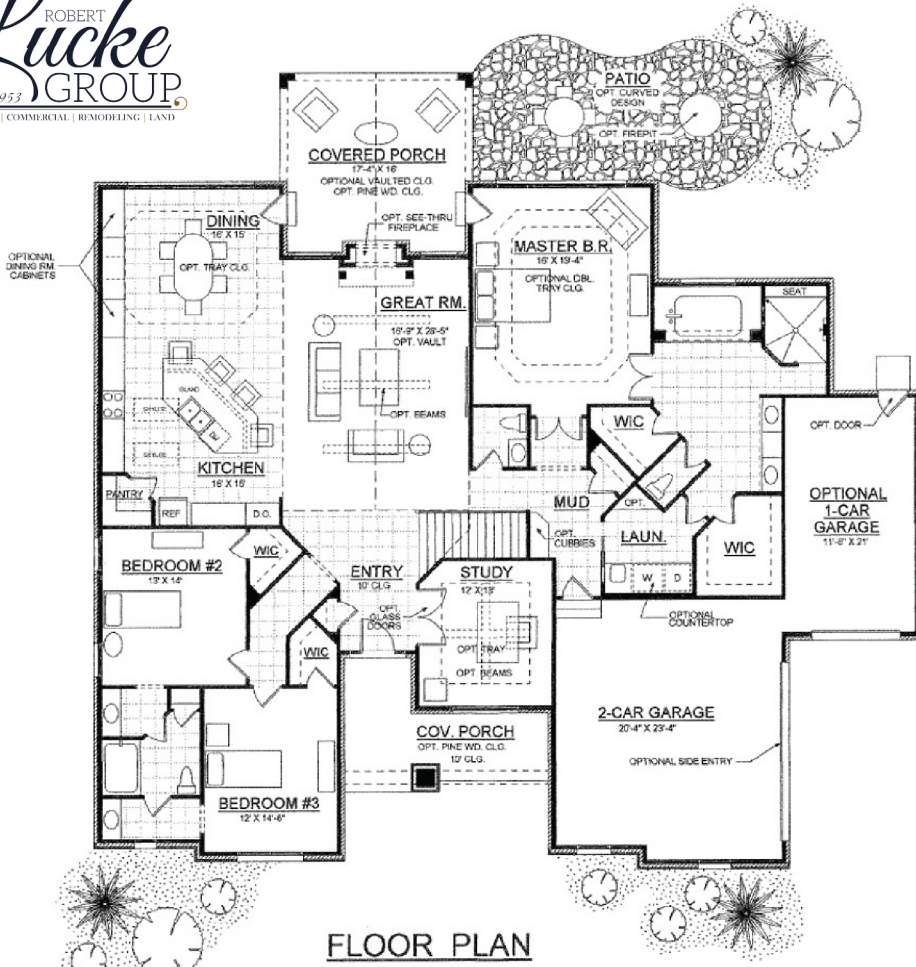 ROBERT
Lucke
GROUP
953
| COMMERCIAL | REMODELING | LAND
PATIO
OPT. CURVED
DESIGN
OPT. FIREPIT
COVERED PORCH
17'-4" X 16'
OPTIONAL VAULTED CLG.
OPT. PINE WD. CLG.
OPT. SEE-THRU
FIREPLACE
DINING
16' X 15'
OPT. TRAY CLG.
OPTIONAL
DINING RM
CABINETS
MASTER B.R.
16' X 19'-4"
OPTIONAL DBL.
TRAY CLG.
GREAT RM.
OPT. VAULT
OPT. BEAMS
SEAT
ISLAND
DW
KITCHEN
16' X 15'
PANTRY
REF
D.O.
WIC
OPT. DOOR
OPTIONAL
1-CAR
GARAGE
11'-8" X 21'
MUD
OPT.
OPT.
CUBBIES
LAUN.
W
D
WIC
OPTIONAL
COUNTERTOP
BEDROOM #2
13' X 14'
WIC
ENTRY
10' CLG
OPT.
GLASS
DOORS
STUDY
12' X 13'
OPT. TRAY
OPT. BEAMS
WIC
COV. PORCH
OPT. PINE WD. CLG.
10' CLG.
2-CAR GARAGE
20'-4" X 23'-4"
OPTIONAL SIDE ENTRY
BEDROOM #3
12' X 14'-6"
FLOOR PLAN